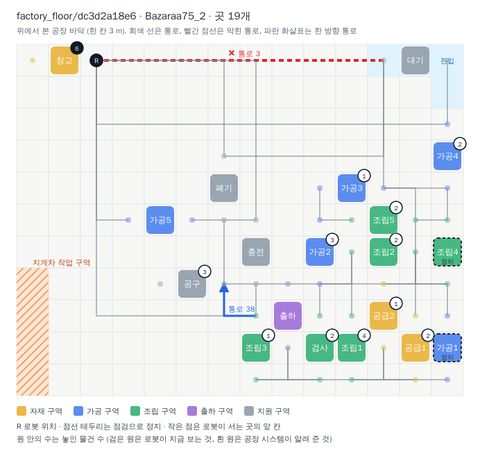 factory_floor/dc3d2a18e6 · Bazaraa75_2 · 곳 19개
위에서 본 공장 바닥 (한 칸 3 m). 회색 선은 통로, 빨간 점선은 막힌 통로, 파란 화살표는 한 방향 통로
6
창고
R
× 통로 3
대기
전립
2
가공4
1
폐기
가공3
2
가공5
조립5
3
2
충전
가공2
조립2
조립4
정지
지게차 작업 구역
3
공구
통로 38
출하
1
공급2
1
2
4
2
조립3
검사
조립1
공급1
가공1
정지
자재 구역
가공 구역
조립 구역
출하 구역
지원 구역
R 로봇 위치 · 점선 테두리는 점검으로 정지 · 작은 점은 로봇이 서는 곳의 앞 칸
원 안의 수는 놓인 물건 수 (검은 원은 로봇이 지금 보는 것, 흰 원은 공장 시스템이 알려 준 것)